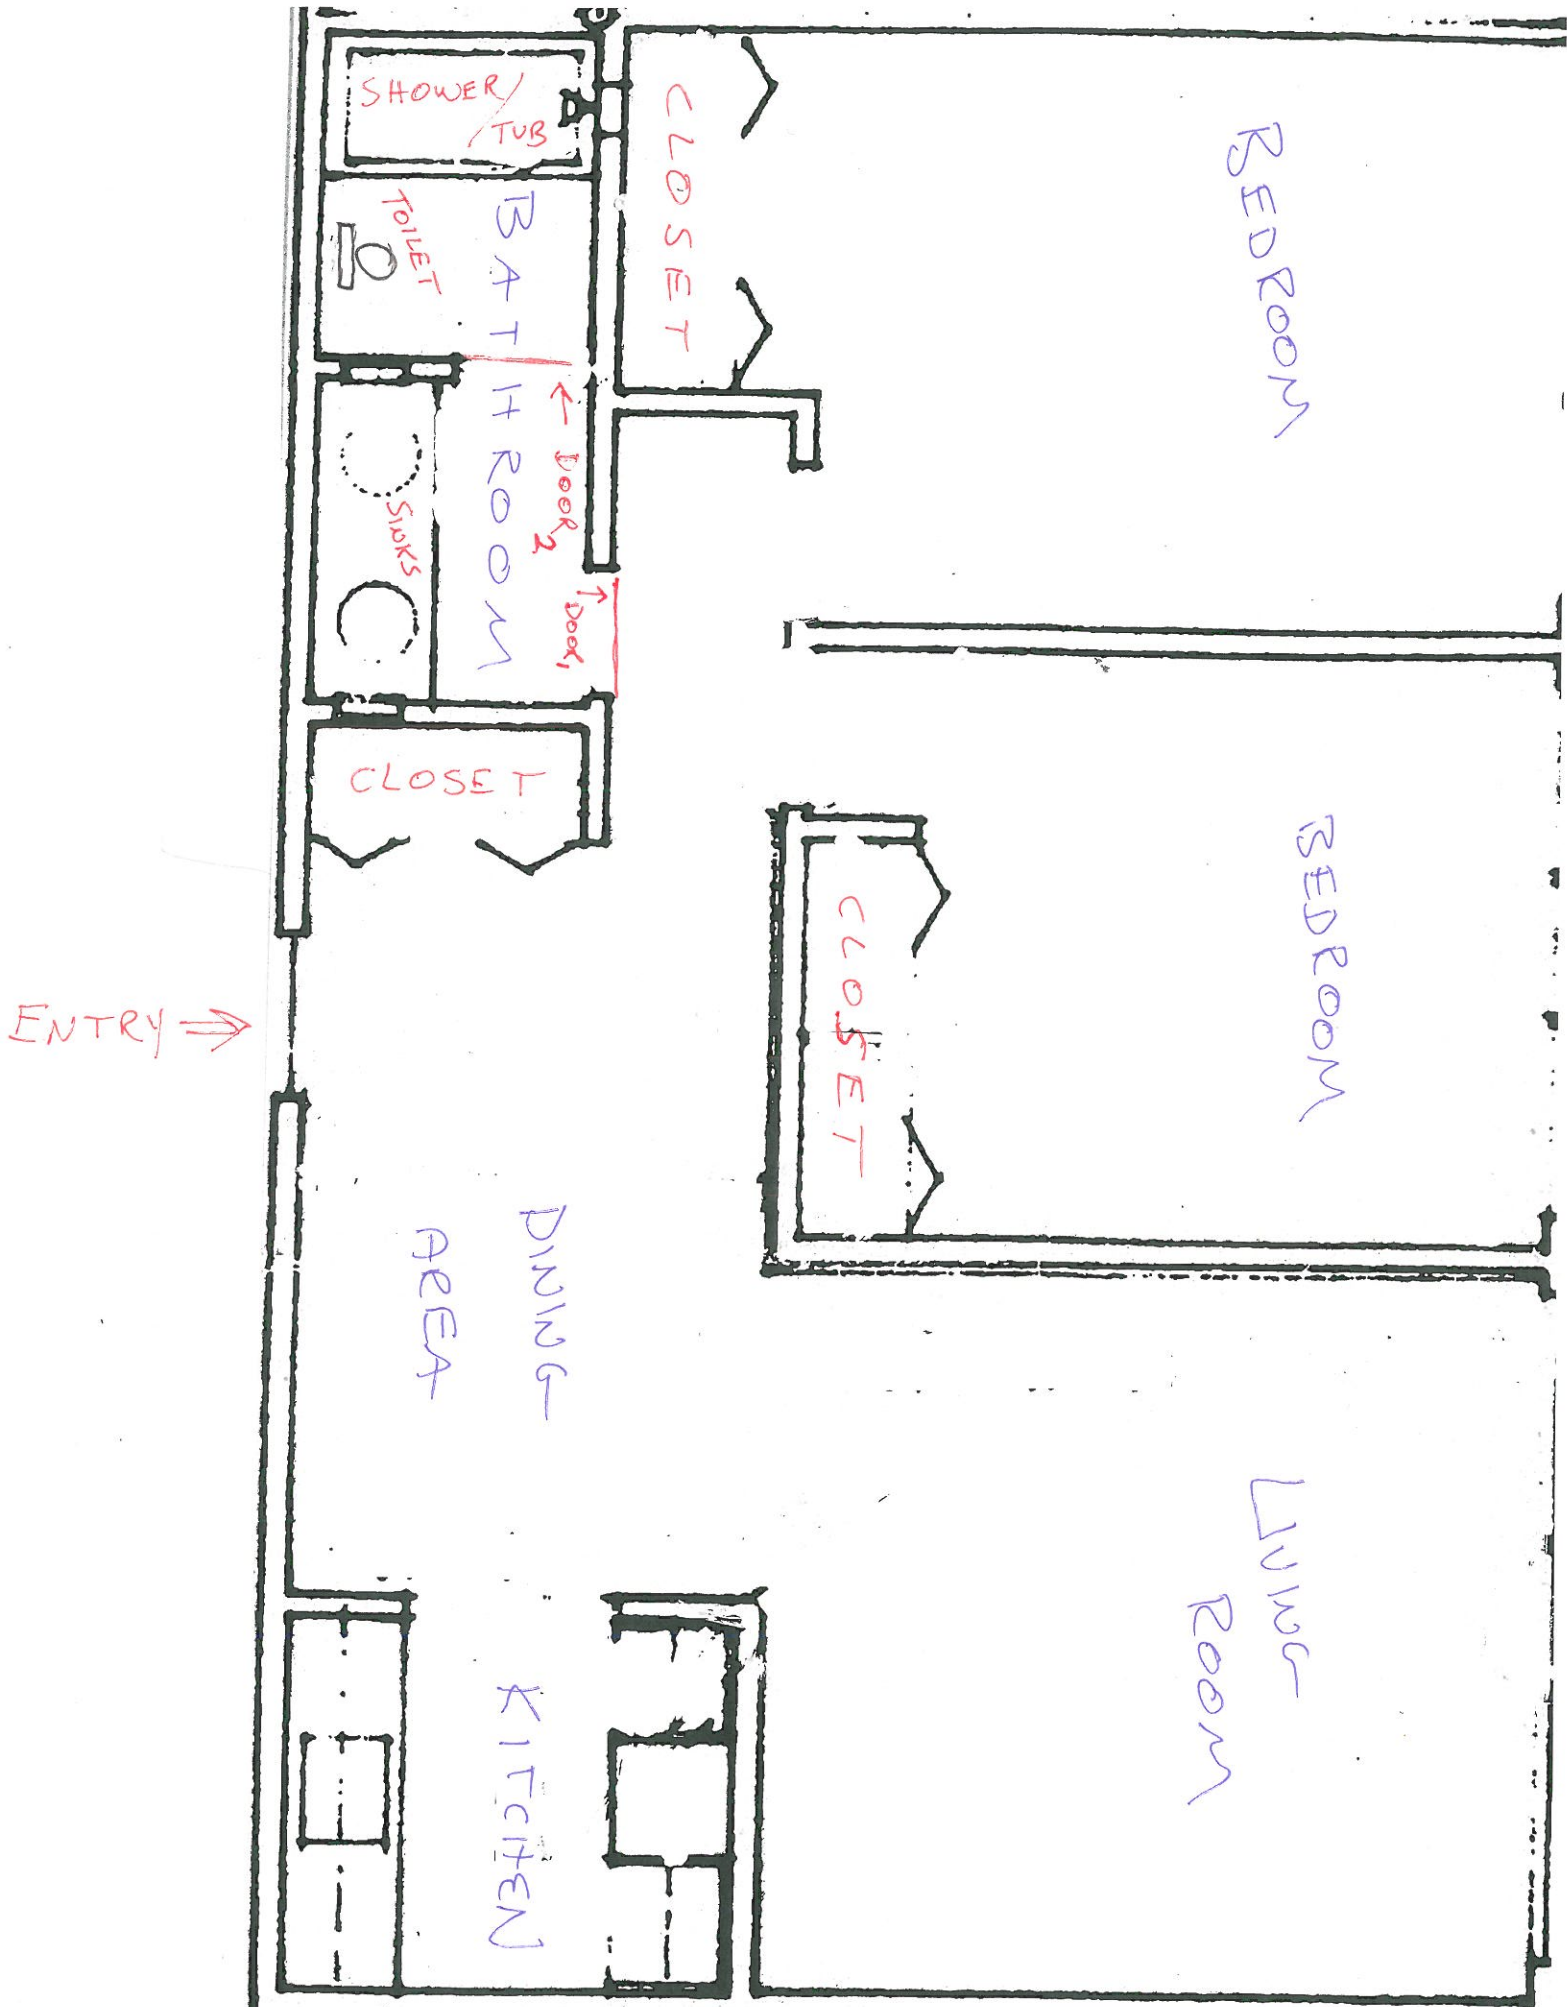 SHOWER/
TUB
CLOSET
BEDROOM
TOILET
BATHROOM
← DOOR 2
SINKS
↑ DOOR 1
CLOSET
CLOSET
BEDROOM
ENTRY ⇒
DINING
AREA
LIVING
ROOM
KITCHEN